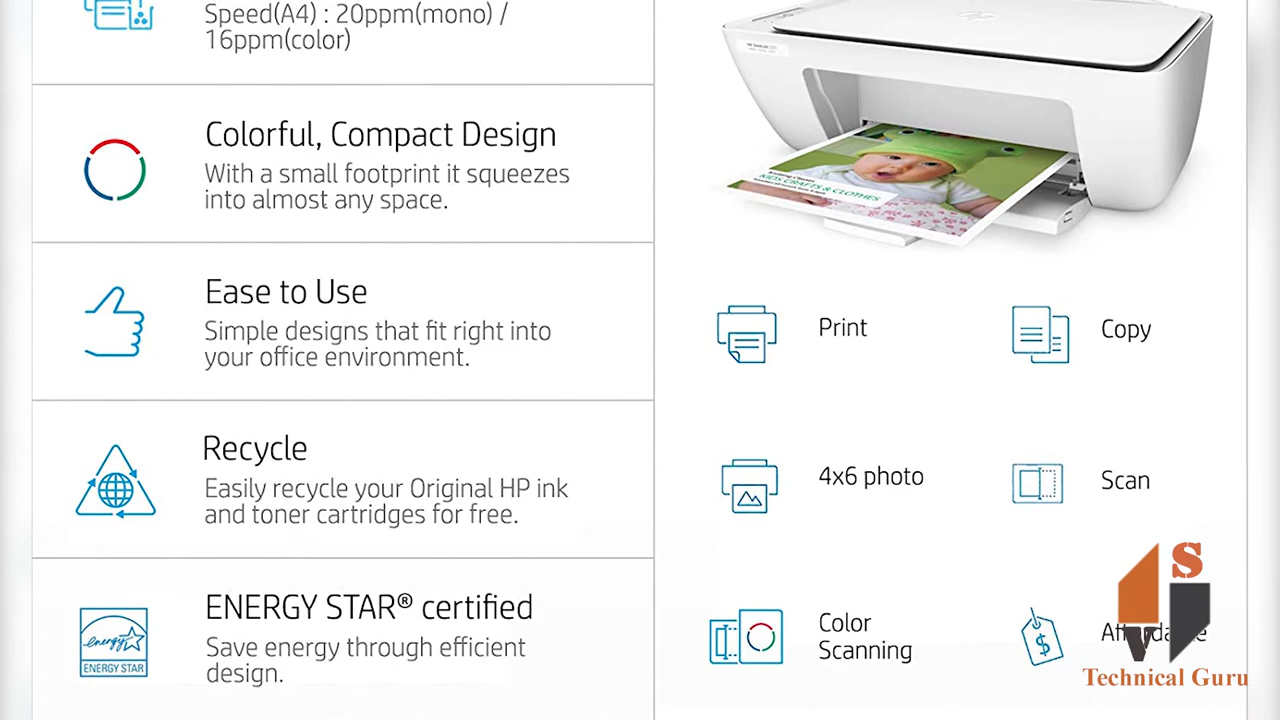 Speed(A4) : 20ppm(mono) /
16ppm(color)
Colorful, Compact Design
With a small footprint it squeezes
into almost any space.
Ease to Use
Simple designs that fit right into
your office environment.
Recycle
Easily recycle your Original HP ink
and toner cartridges for free.
ENERGY STAR
ENERGY STAR® certified
Save energy through efficient
design.
KIDS CRAFTS & CLOTHES
Print
Copy
4x6 photo
Scan
Color
Scanning
S
V
Technical Guru